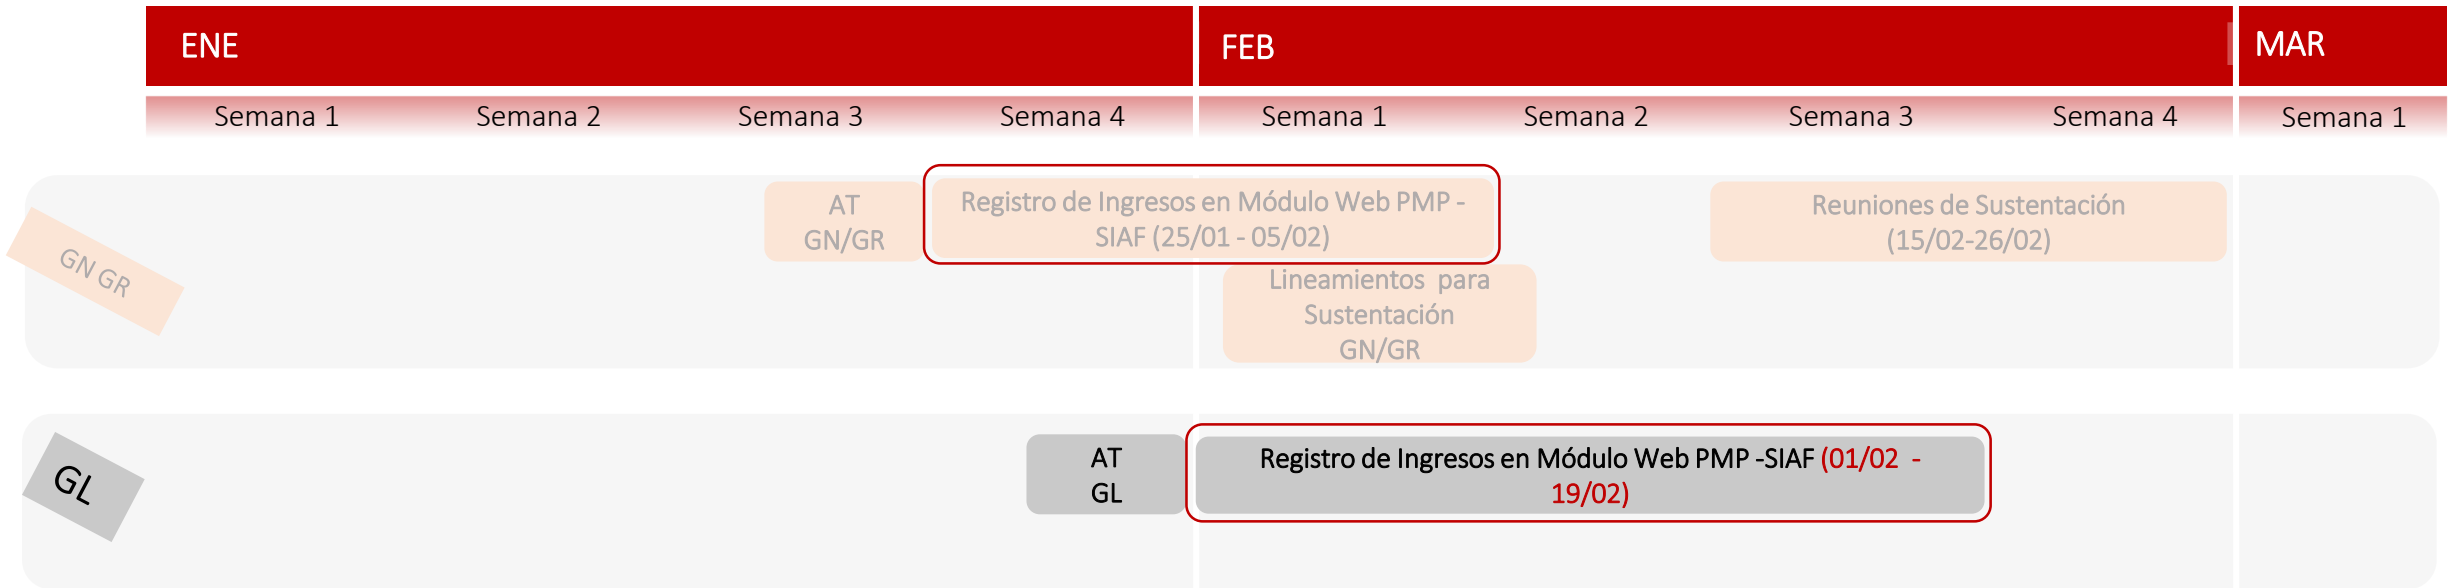 ENE
FEB
MAR
Semana 1
Semana 2
Semana 3
Semana 4
Semana 1
Semana 2
Semana 3
Semana 4
Semana 1
GN GR
AT
GN/GR
Registro de Ingresos en Módulo Web PMP -
SIAF (25/01 - 05/02)
Lineamientos para
Sustentación
GN/GR
Reuniones de Sustentación
(15/02-26/02)
GL
AT
GL
Registro de Ingresos en Módulo Web PMP -SIAF (01/02 -
19/02)